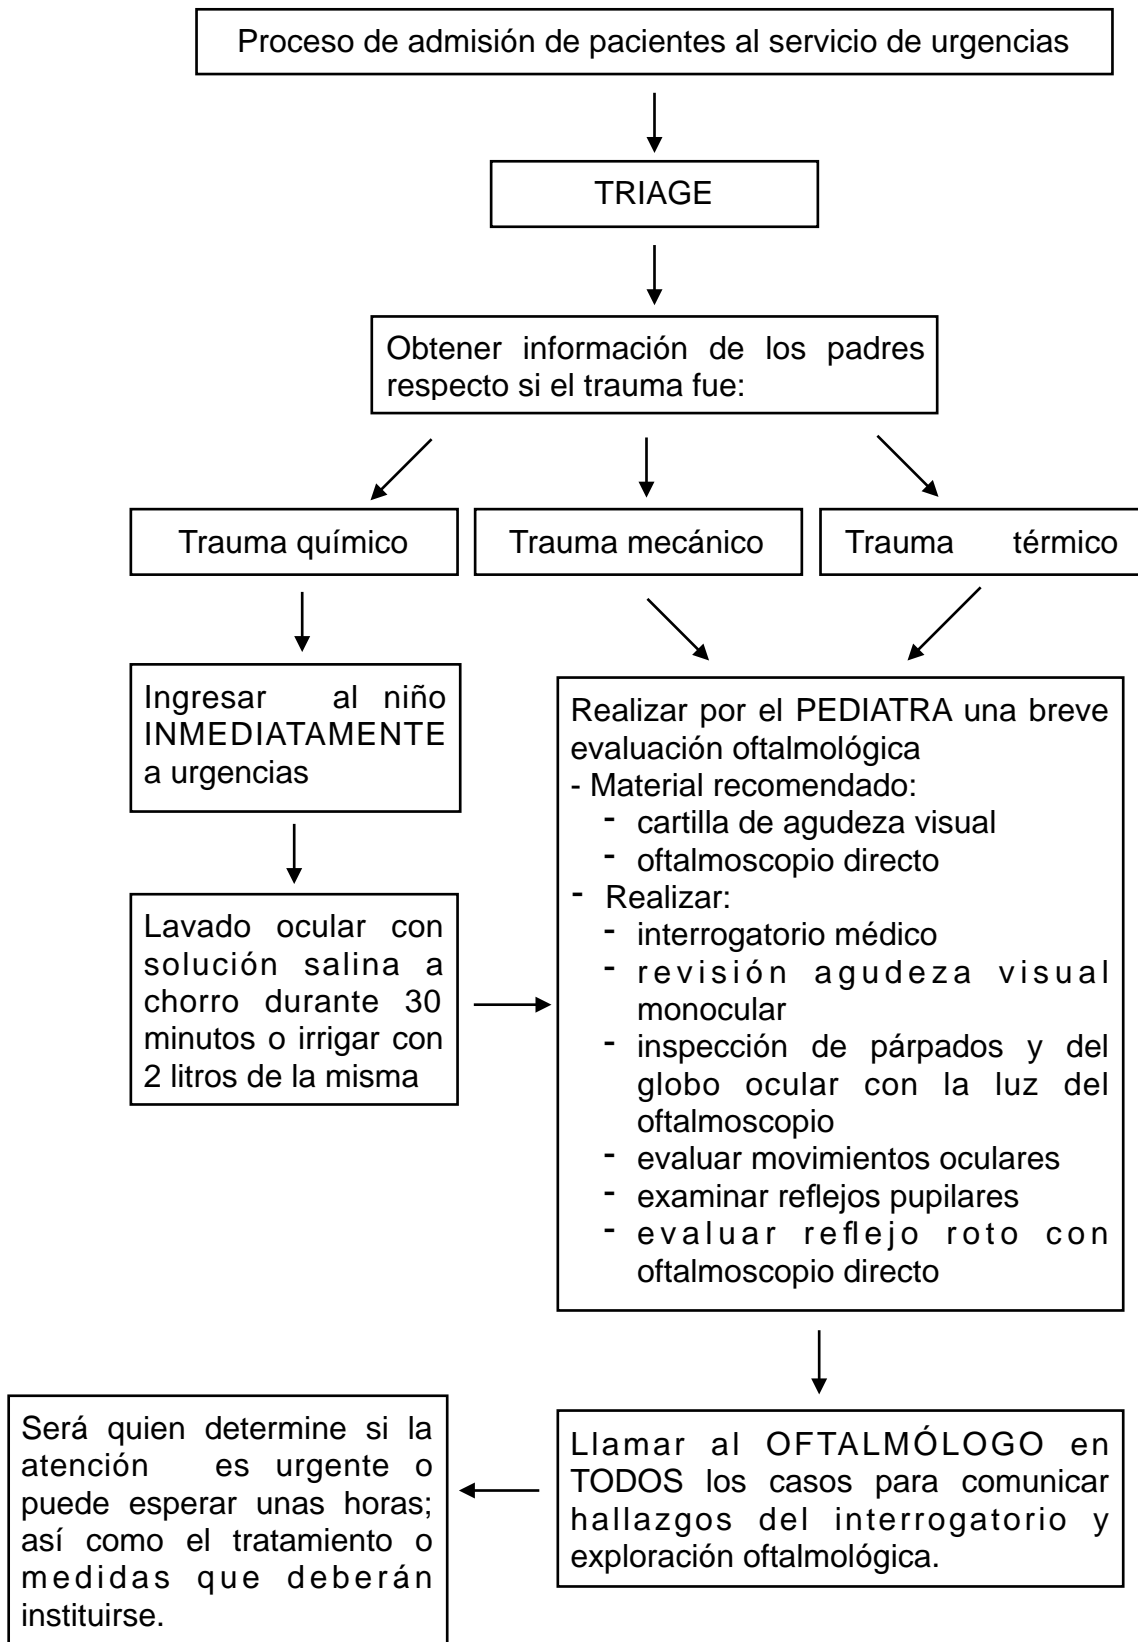 Proceso de admisión de pacientes al servicio de urgencias
TRIAGE
Obtener información de los padres
respecto si el trauma fue:
Trauma químico
Trauma mecánico
Trauma térmico
Ingresar al niño
INMEDIATAMENTE
a urgencias
Lavado ocular con
solución salina a
chorro durante 30
minutos o irrigar con
2 litros de la misma
Realizar por el PEDIATRA una breve
evaluación oftalmológica
- Material recomendado:
- cartilla de agudeza visual
- oftalmoscopio directo
- Realizar:
- interrogatorio médico
- revisión agudeza visual
monocular
- inspección de párpados y del
globo ocular con la luz del
oftalmoscopio
- evaluar movimientos oculares
- examinar reflejos pupilares
- evaluar reflejo roto con
oftalmoscopio directo
Llamar al OFTALMÓLOGO en
TODOS los casos para comunicar
hallazgos del interrogatorio y
exploración oftalmológica.
Será quien determine si la
atención es urgente o
puede esperar unas horas;
así como el tratamiento o
medidas que deberán
instituirse.